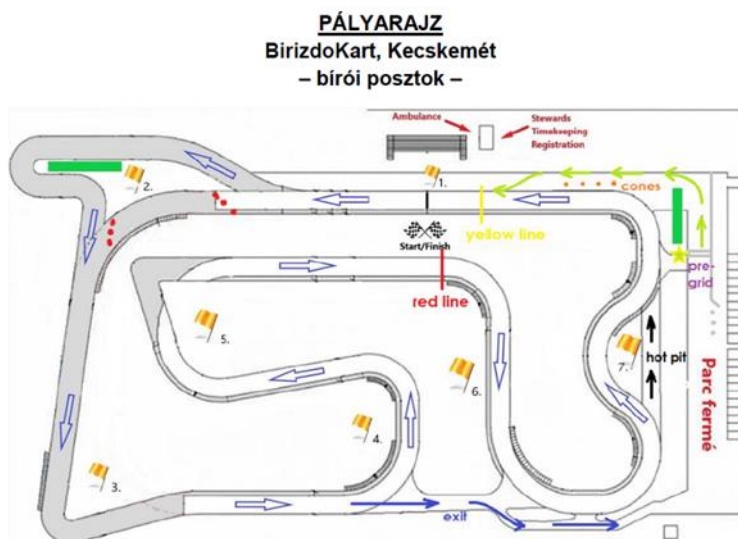 PÁLYARAJZ
BirizdoKart, Kecskemét
– bírói posztok –
Ambulance
Stewards
Timekeeping
Registration
1.
2.
cones
Start/Finish
yellow line
pre-
grid
red line
5.
6.
7.
hot pit
Parc fermé
4.
3.
exit